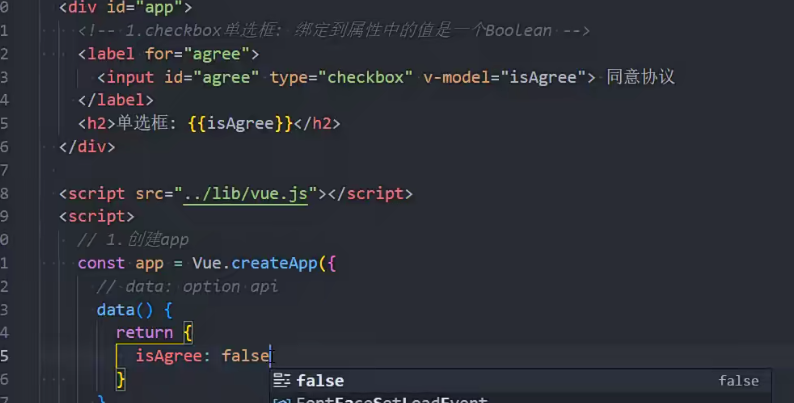 0 <div id="app">
1 <!-- 1.checkbox单选框: 绑定到属性中的值是一个Boolean -->
2 <label for="agree">
3 <input id="agree" type="checkbox" v-model="isAgree"> 同意协议
4 </label>
5 <h2>单选框: {{isAgree}}</h2>
6 </div>
7
8 <script src="../lib/vue.js"></script>
9 <script>
0 // 1.创建app
1 const app = Vue.createApp({
2 // data: option api
3 data() {
4 return {
5 isAgree: false
false false
6 }
FontFaceSetLoadEvent
7 }